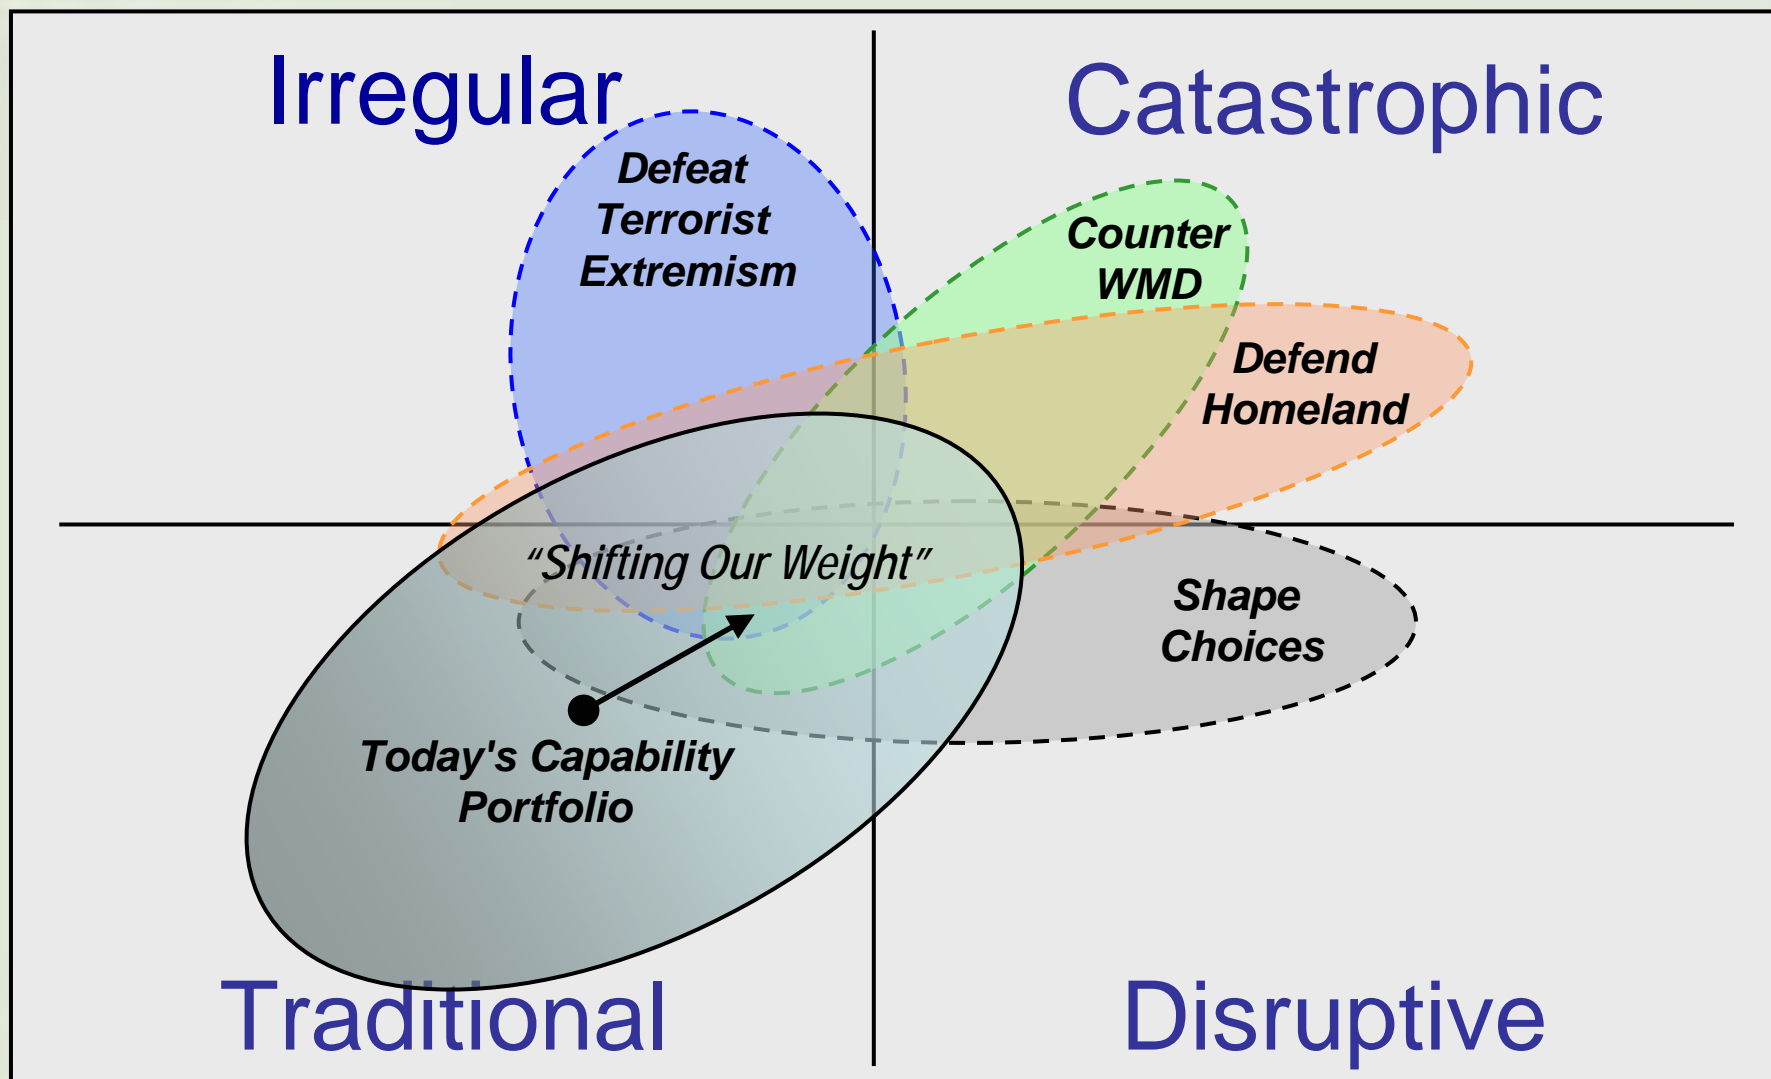 Irregular
Catastrophic
Defeat
Terrorist
Extremism
Counter
WMD
Defend
Homeland
“Shifting Our Weight”
Shape
Choices
Today's Capability
Portfolio
Traditional
Disruptive